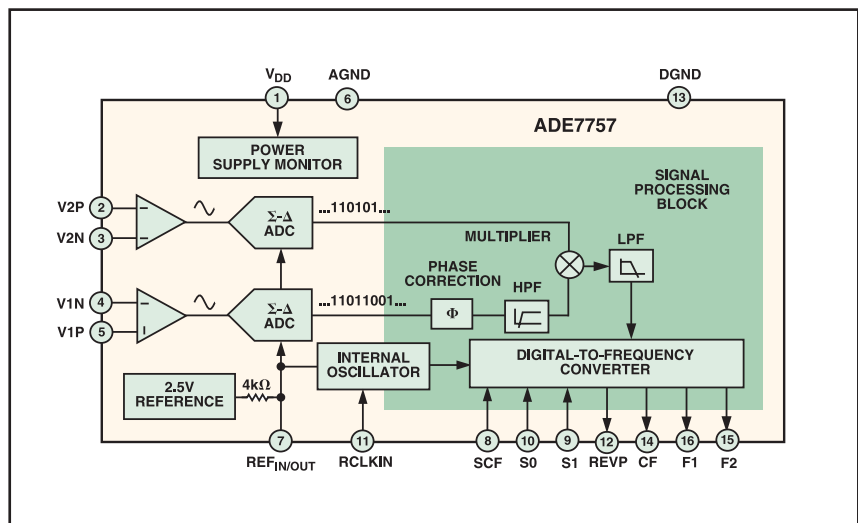 VDD
AGND
DGND
1
6
13
ADE7757
POWER
SUPPLY MONITOR
SIGNAL
PROCESSING
BLOCK
V2P
2
−
Σ-Δ
ADC
...110101...
V2N
3
−
MULTIPLIER
LPF
PHASE
CORRECTION
HPF
V1N
4
−
Σ-Δ
ADC
...11011001...
Φ
V1P
5
I
INTERNAL
OSCILLATOR
DIGITAL-TO-FREQUENCY
CONVERTER
2.5V
REFERENCE
4kΩ
7
11
8
10
9
12
14
16
15
REFIN/OUT
RCLKIN
SCF
S0
S1
REVP
CF
F1
F2